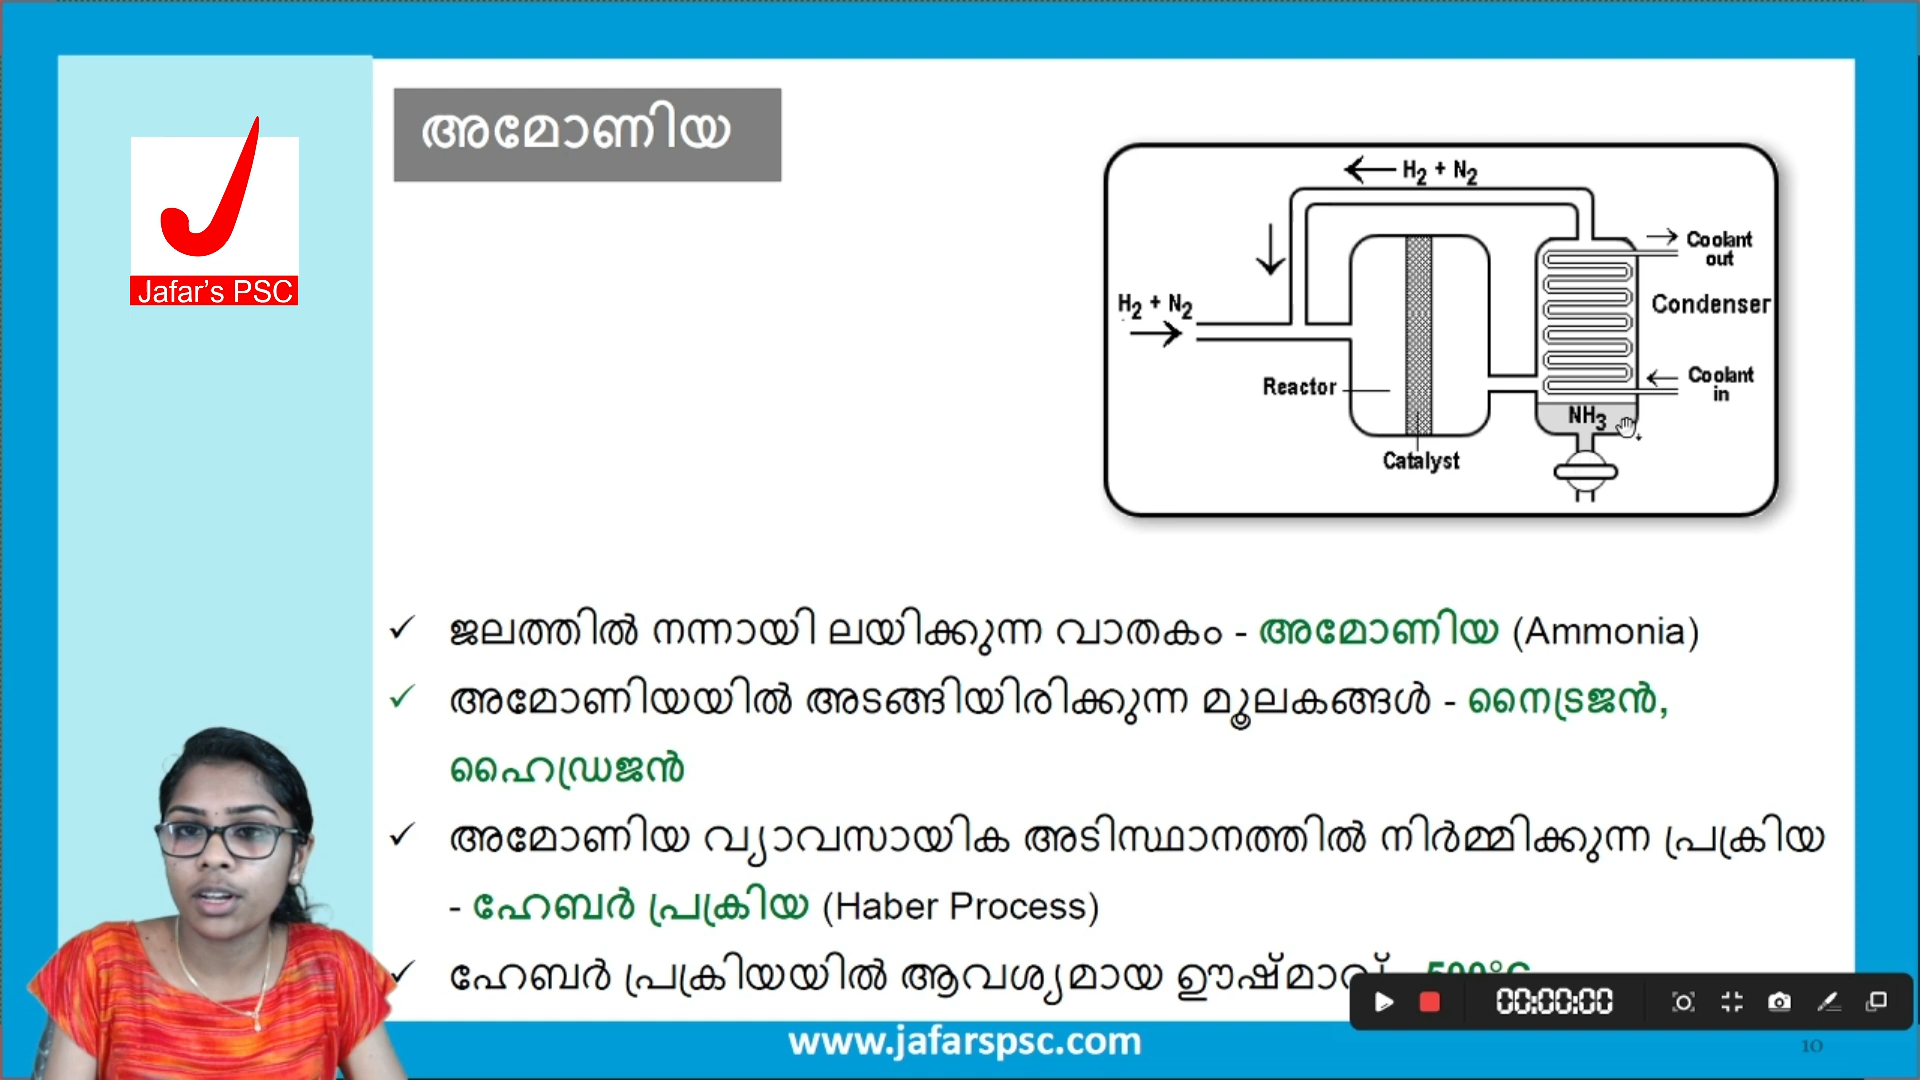 അമോണിയ
Jafar's PSC
H2 + N2
Coolant out
H2 + N2
Condenser
Coolant in
Reactor
NH3
Catalyst
✓ ജലത്തിൽ നന്നായി ലയിക്കുന്ന വാതകം - അമോണിയ (Ammonia)
✓ അമോണിയയിൽ അടങ്ങിയിരിക്കുന്ന മൂലകങ്ങൾ - നൈട്രജൻ,
ഹൈഡ്രജൻ
✓ അമോണിയ വ്യാവസായിക അടിസ്ഥാനത്തിൽ നിർമ്മിക്കുന്ന പ്രക്രിയ
- ഹേബർ പ്രക്രിയ (Haber Process)
✓ ഹേബർ പ്രക്രിയയിൽ ആവശ്യമായ ഊഷ്മാവ്
00:00:00
www.jafarspsc.com
10